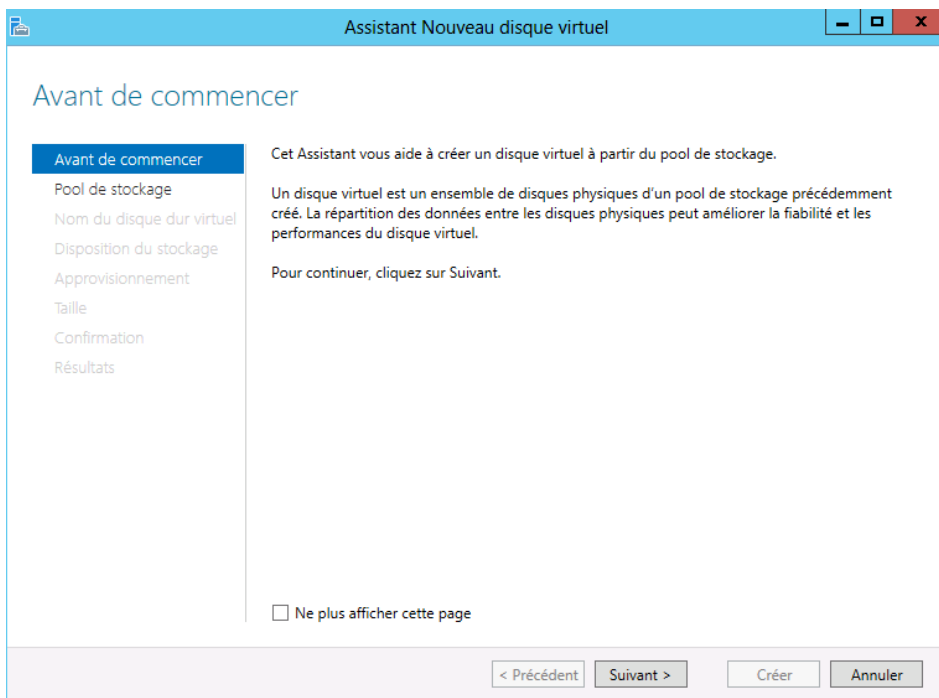 Assistant Nouveau disque virtuel
Avant de commencer
Avant de commencer
Pool de stockage
Nom du disque dur virtuel
Disposition du stockage
Approvisionnement
Taille
Confirmation
Résultats
Cet Assistant vous aide à créer un disque virtuel à partir du pool de stockage.
Un disque virtuel est un ensemble de disques physiques d'un pool de stockage précédemment
créé. La répartition des données entre les disques physiques peut améliorer la fiabilité et les
performances du disque virtuel.
Pour continuer, cliquez sur Suivant.
Ne plus afficher cette page
< Précédent Suivant > Créer Annuler